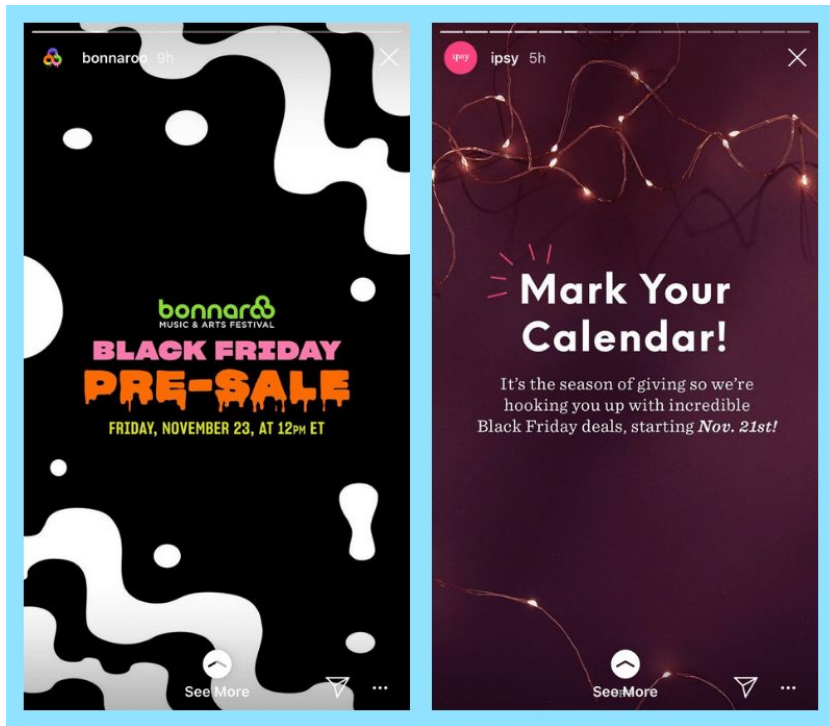 bonnaroo 9h
bonnaroo
MUSIC & ARTS FESTIVAL
BLACK FRIDAY
PRE-SALE
FRIDAY, NOVEMBER 23, AT 12PM ET
See More
ipsy
ipsy 5h
Mark Your
Calendar!
It's the season of giving so we're
hooking you up with incredible
Black Friday deals, starting Nov. 21st!
See More